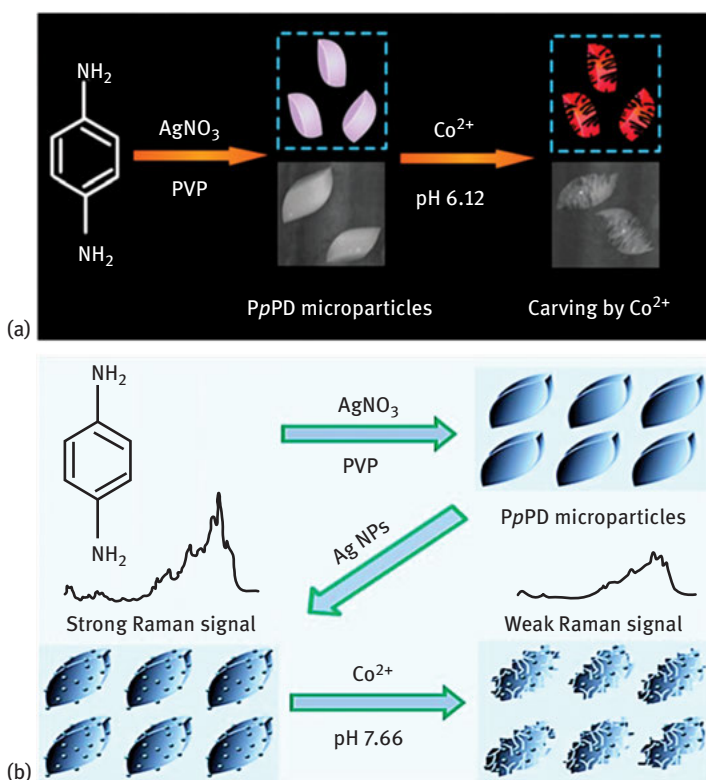 NH2
AgNO3
PVP
NH2
Co2+
pH 6.12
PpPD microparticles
Carving by Co2+
(a)
NH2
AgNO3
PVP
NH2
PpPD microparticles
Ag NPs
Strong Raman signal
Weak Raman signal
Co2+
pH 7.66
(b)